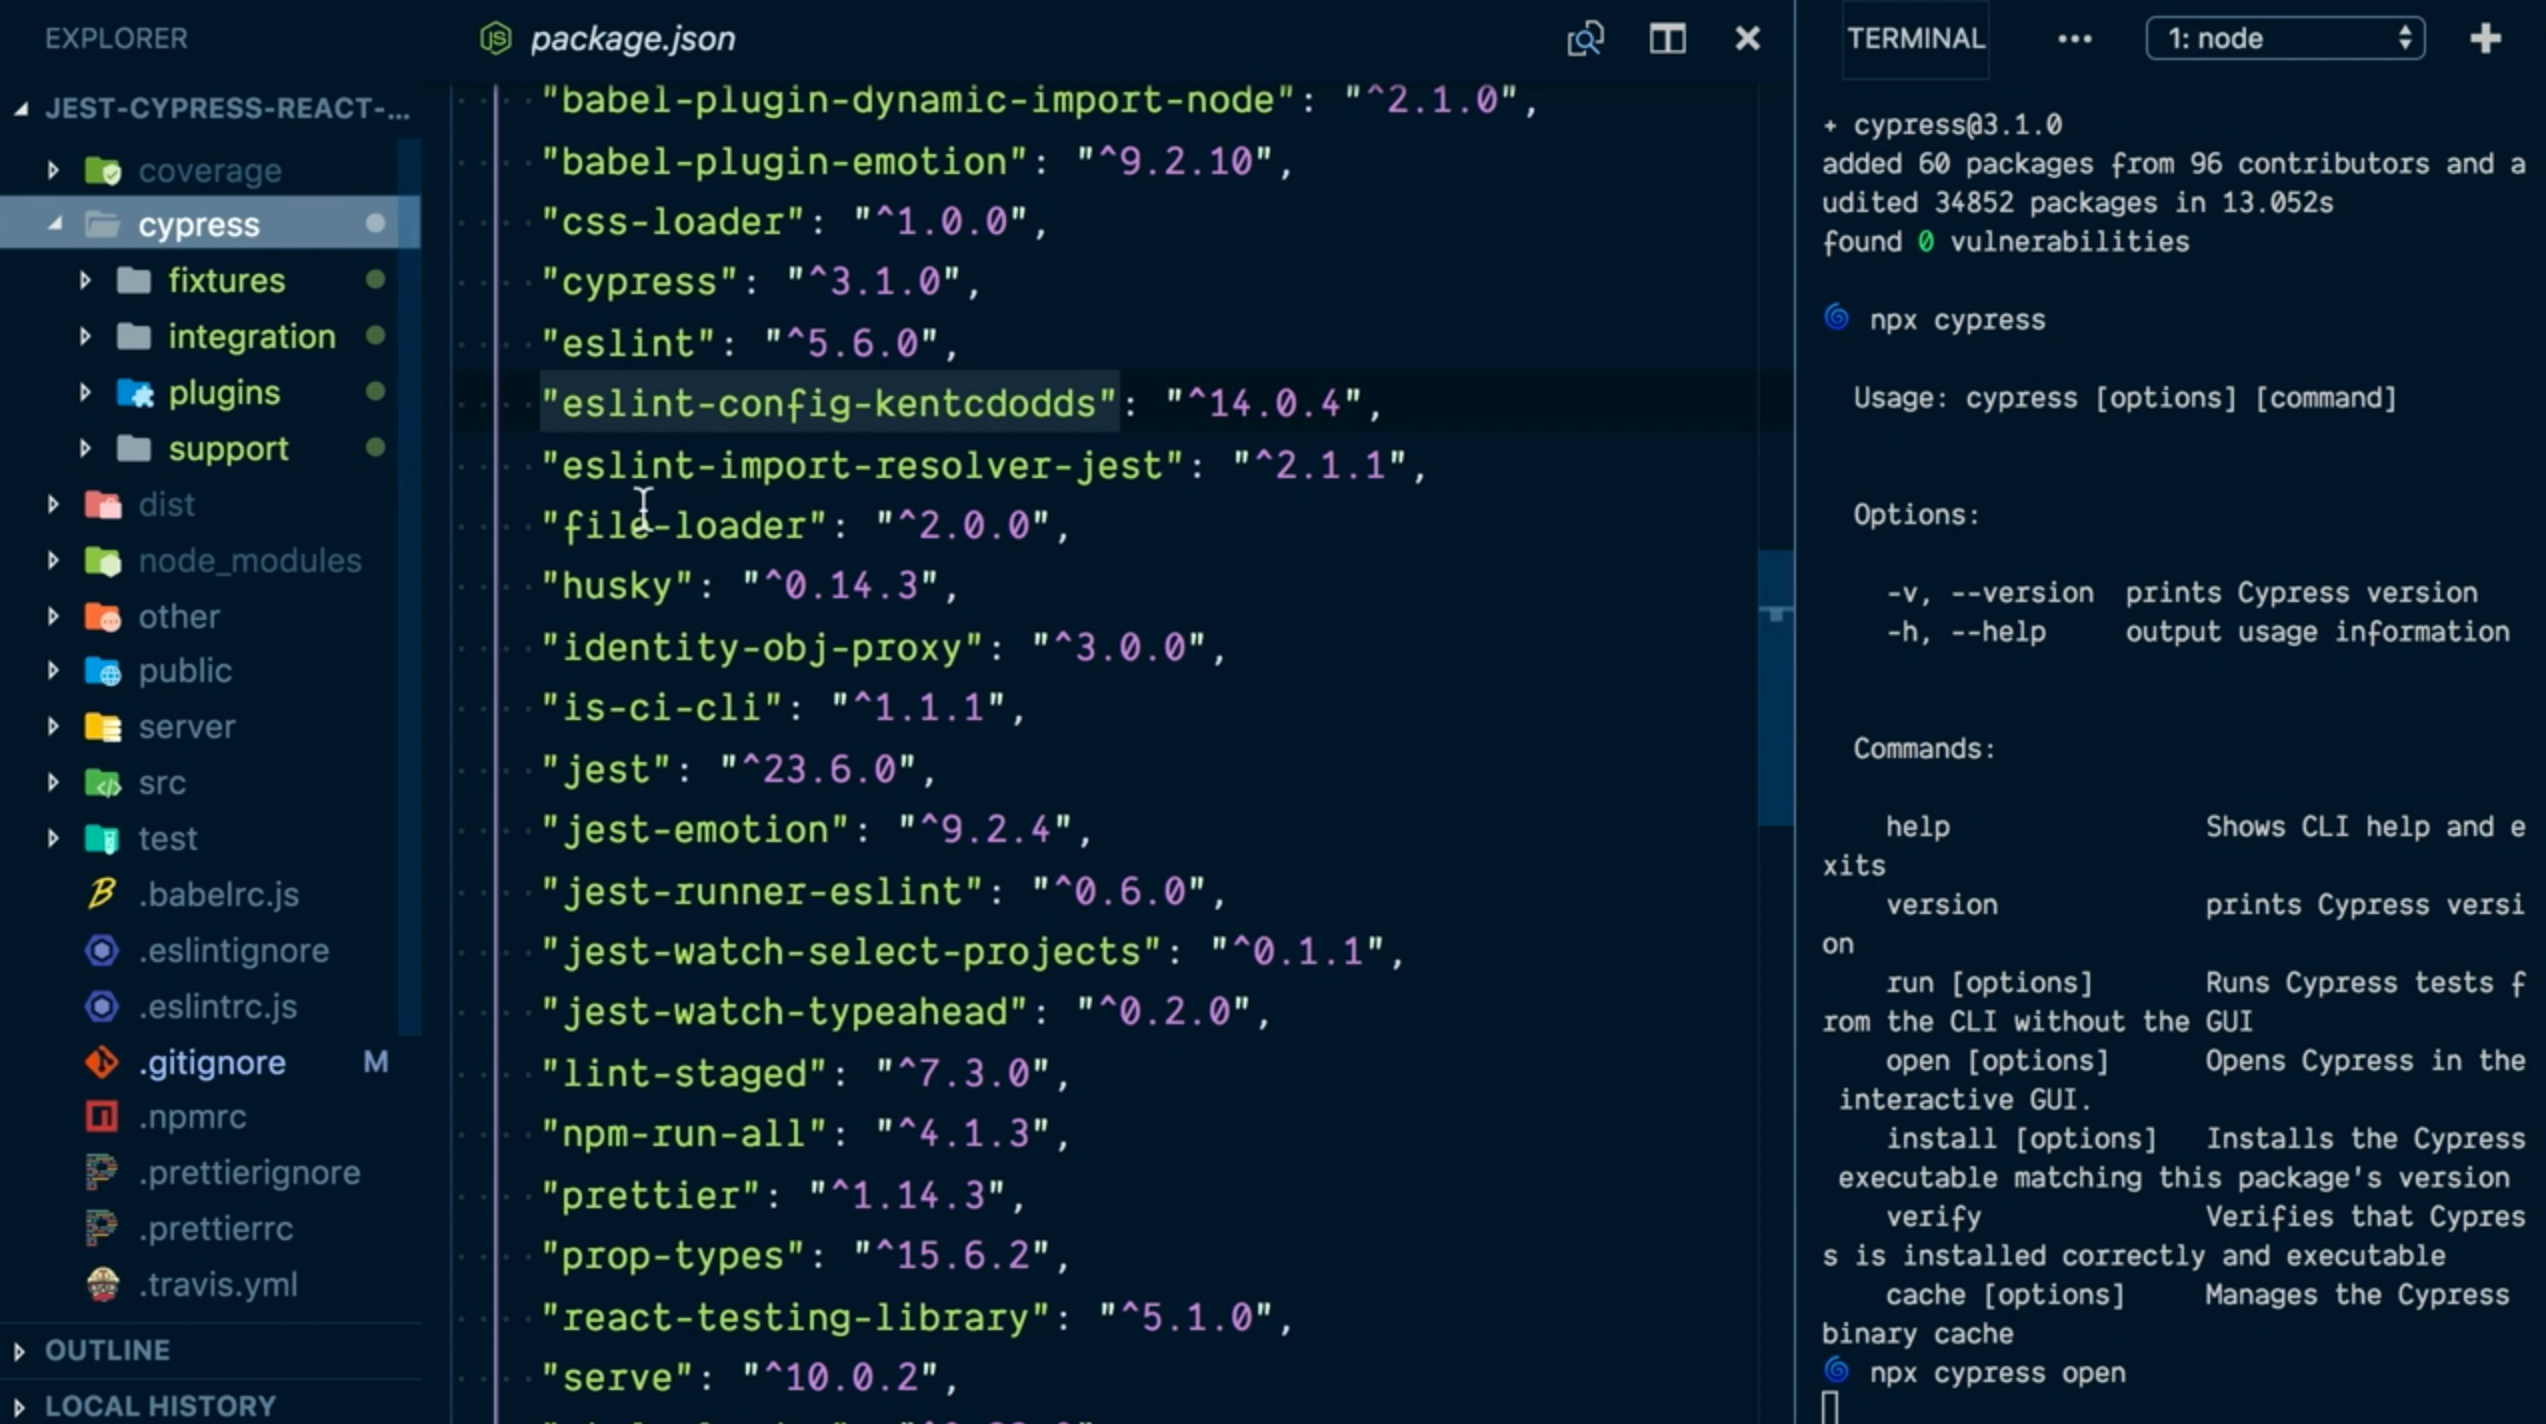 EXPLORER
JEST-CYPRESS-REACT-...
coverage
cypress
fixtures
integration
plugins
support
dist
node_modules
other
public
server
src
test
.babelrc.js
.eslintignore
.eslintrc.js
.gitignore M
.npmrc
.prettierignore
.prettierrc
.travis.yml
OUTLINE
LOCAL HISTORY
package.json
"babel-plugin-dynamic-import-node": "^2.1.0",
"babel-plugin-emotion": "^9.2.10",
"css-loader": "^1.0.0",
"cypress": "^3.1.0",
"eslint": "^5.6.0",
"eslint-config-kentcdodds": "^14.0.4",
"eslint-import-resolver-jest": "^2.1.1",
"file-loader": "^2.0.0",
"husky": "^0.14.3",
"identity-obj-proxy": "^3.0.0",
"is-ci-cli": "^1.1.1",
"jest": "^23.6.0",
"jest-emotion": "^9.2.4",
"jest-runner-eslint": "^0.6.0",
"jest-watch-select-projects": "^0.1.1",
"jest-watch-typeahead": "^0.2.0",
"lint-staged": "^7.3.0",
"npm-run-all": "^4.1.3",
"prettier": "^1.14.3",
"prop-types": "^15.6.2",
"react-testing-library": "^5.1.0",
"serve": "^10.0.2",
TERMINAL ... 1: node
+ cypress@3.1.0
added 60 packages from 96 contributors and a
udited 34852 packages in 13.052s
found 0 vulnerabilities
npx cypress
Usage: cypress [options] [command]
Options:
-v, --version prints Cypress version
-h, --help output usage information
Commands:
help Shows CLI help and e
xits
version prints Cypress versi
on
run [options] Runs Cypress tests f
rom the CLI without the GUI
open [options] Opens Cypress in the
interactive GUI.
install [options] Installs the Cypress
executable matching this package's version
verify Verifies that Cypres
s is installed correctly and executable
cache [options] Manages the Cypress
binary cache
npx cypress open